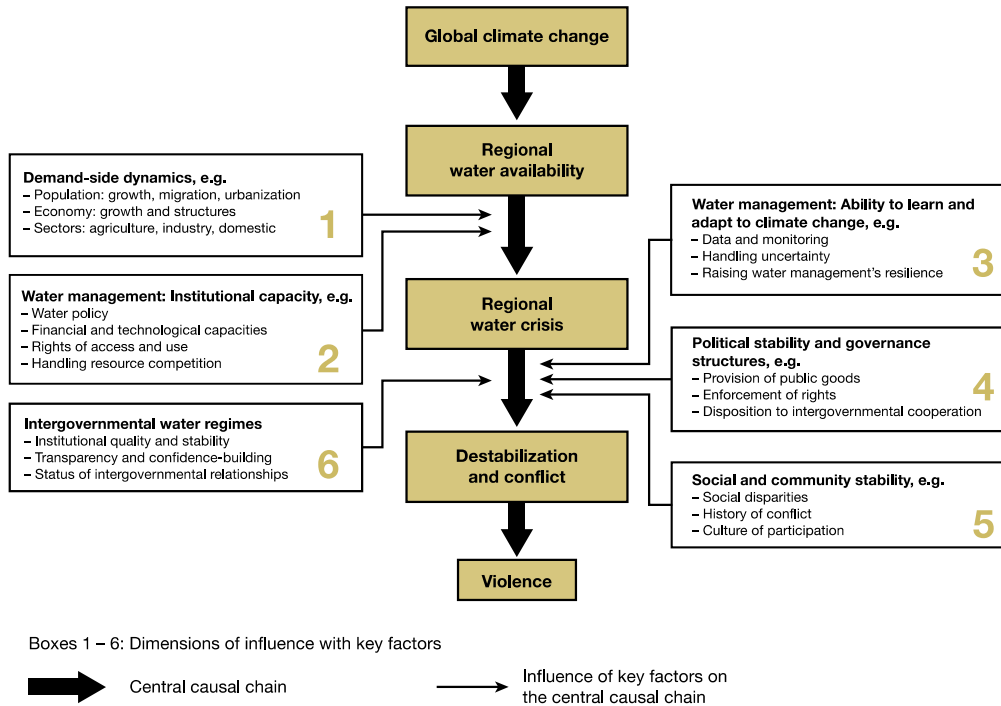 Global climate change
Regional
water availability
Demand-side dynamics, e.g.
– Population: growth, migration, urbanization
– Economy: growth and structures
– Sectors: agriculture, industry, domestic
1
Water management: Ability to learn and
adapt to climate change, e.g.
– Data and monitoring
– Handling uncertainty
– Raising water management's resilience
3
Water management: Institutional capacity, e.g.
– Water policy
– Financial and technological capacities
– Rights of access and use
– Handling resource competition
2
Regional
water crisis
Political stability and governance
structures, e.g.
– Provision of public goods
– Enforcement of rights
– Disposition to intergovernmental cooperation
4
Intergovernmental water regimes
– Institutional quality and stability
– Transparency and confidence-building
– Status of intergovernmental relationships
6
Destabilization
and conflict
Social and community stability, e.g.
– Social disparities
– History of conflict
– Culture of participation
5
Violence
Boxes 1 – 6: Dimensions of influence with key factors
Central causal chain
Influence of key factors on
the central causal chain